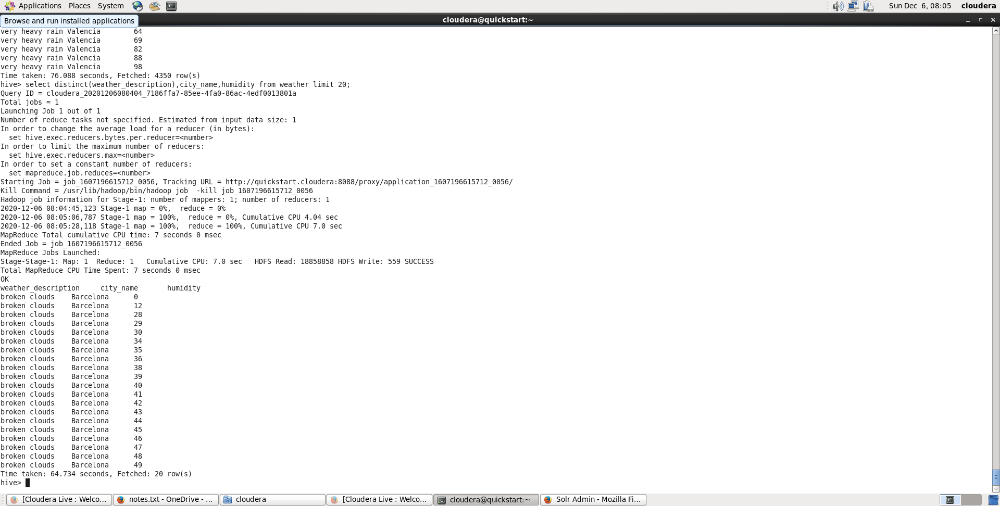 Applications Places System Sun Dec 6, 08:05 cloudera
Browse and run installed applications
cloudera@quickstart:~
very heavy rain Valencia 64
very heavy rain Valencia 69
very heavy rain Valencia 82
very heavy rain Valencia 88
very heavy rain Valencia 98
Time taken: 76.088 seconds, Fetched: 4350 row(s)
hive> select distinct(weather_description),city_name,humidity from weather limit 20;
Query ID = cloudera_20201206080404_7186ffa7-85ee-4fa0-86ac-4edf0013801a
Total jobs = 1
Launching Job 1 out of 1
Number of reduce tasks not specified. Estimated from input data size: 1
In order to change the average load for a reducer (in bytes):
  set hive.exec.reducers.bytes.per.reducer=<number>
In order to limit the maximum number of reducers:
  set hive.exec.reducers.max=<number>
In order to set a constant number of reducers:
  set mapreduce.job.reduces=<number>
Starting Job = job_1607196615712_0056, Tracking URL = http://quickstart.cloudera:8088/proxy/application_1607196615712_0056/
Kill Command = /usr/lib/hadoop/bin/hadoop job  -kill job_1607196615712_0056
Hadoop job information for Stage-1: number of mappers: 1; number of reducers: 1
2020-12-06 08:04:45,123 Stage-1 map = 0%,  reduce = 0%
2020-12-06 08:05:06,787 Stage-1 map = 100%,  reduce = 0%, Cumulative CPU 4.04 sec
2020-12-06 08:05:28,118 Stage-1 map = 100%,  reduce = 100%, Cumulative CPU 7.0 sec
MapReduce Total cumulative CPU time: 7 seconds 0 msec
Ended Job = job_1607196615712_0056
MapReduce Jobs Launched:
Stage-Stage-1: Map: 1  Reduce: 1   Cumulative CPU: 7.0 sec   HDFS Read: 18858858 HDFS Write: 559 SUCCESS
Total MapReduce CPU Time Spent: 7 seconds 0 msec
OK
weather_description city_name humidity
broken clouds Barcelona 0
broken clouds Barcelona 12
broken clouds Barcelona 28
broken clouds Barcelona 29
broken clouds Barcelona 30
broken clouds Barcelona 34
broken clouds Barcelona 35
broken clouds Barcelona 36
broken clouds Barcelona 38
broken clouds Barcelona 39
broken clouds Barcelona 40
broken clouds Barcelona 41
broken clouds Barcelona 42
broken clouds Barcelona 43
broken clouds Barcelona 44
broken clouds Barcelona 45
broken clouds Barcelona 46
broken clouds Barcelona 47
broken clouds Barcelona 48
broken clouds Barcelona 49
Time taken: 64.734 seconds, Fetched: 20 row(s)
hive>
[Cloudera Live : Welco... notes.txt - OneDrive - ... cloudera [Cloudera Live : Welco... cloudera@quickstart:~ Solr Admin - Mozilla Fi...